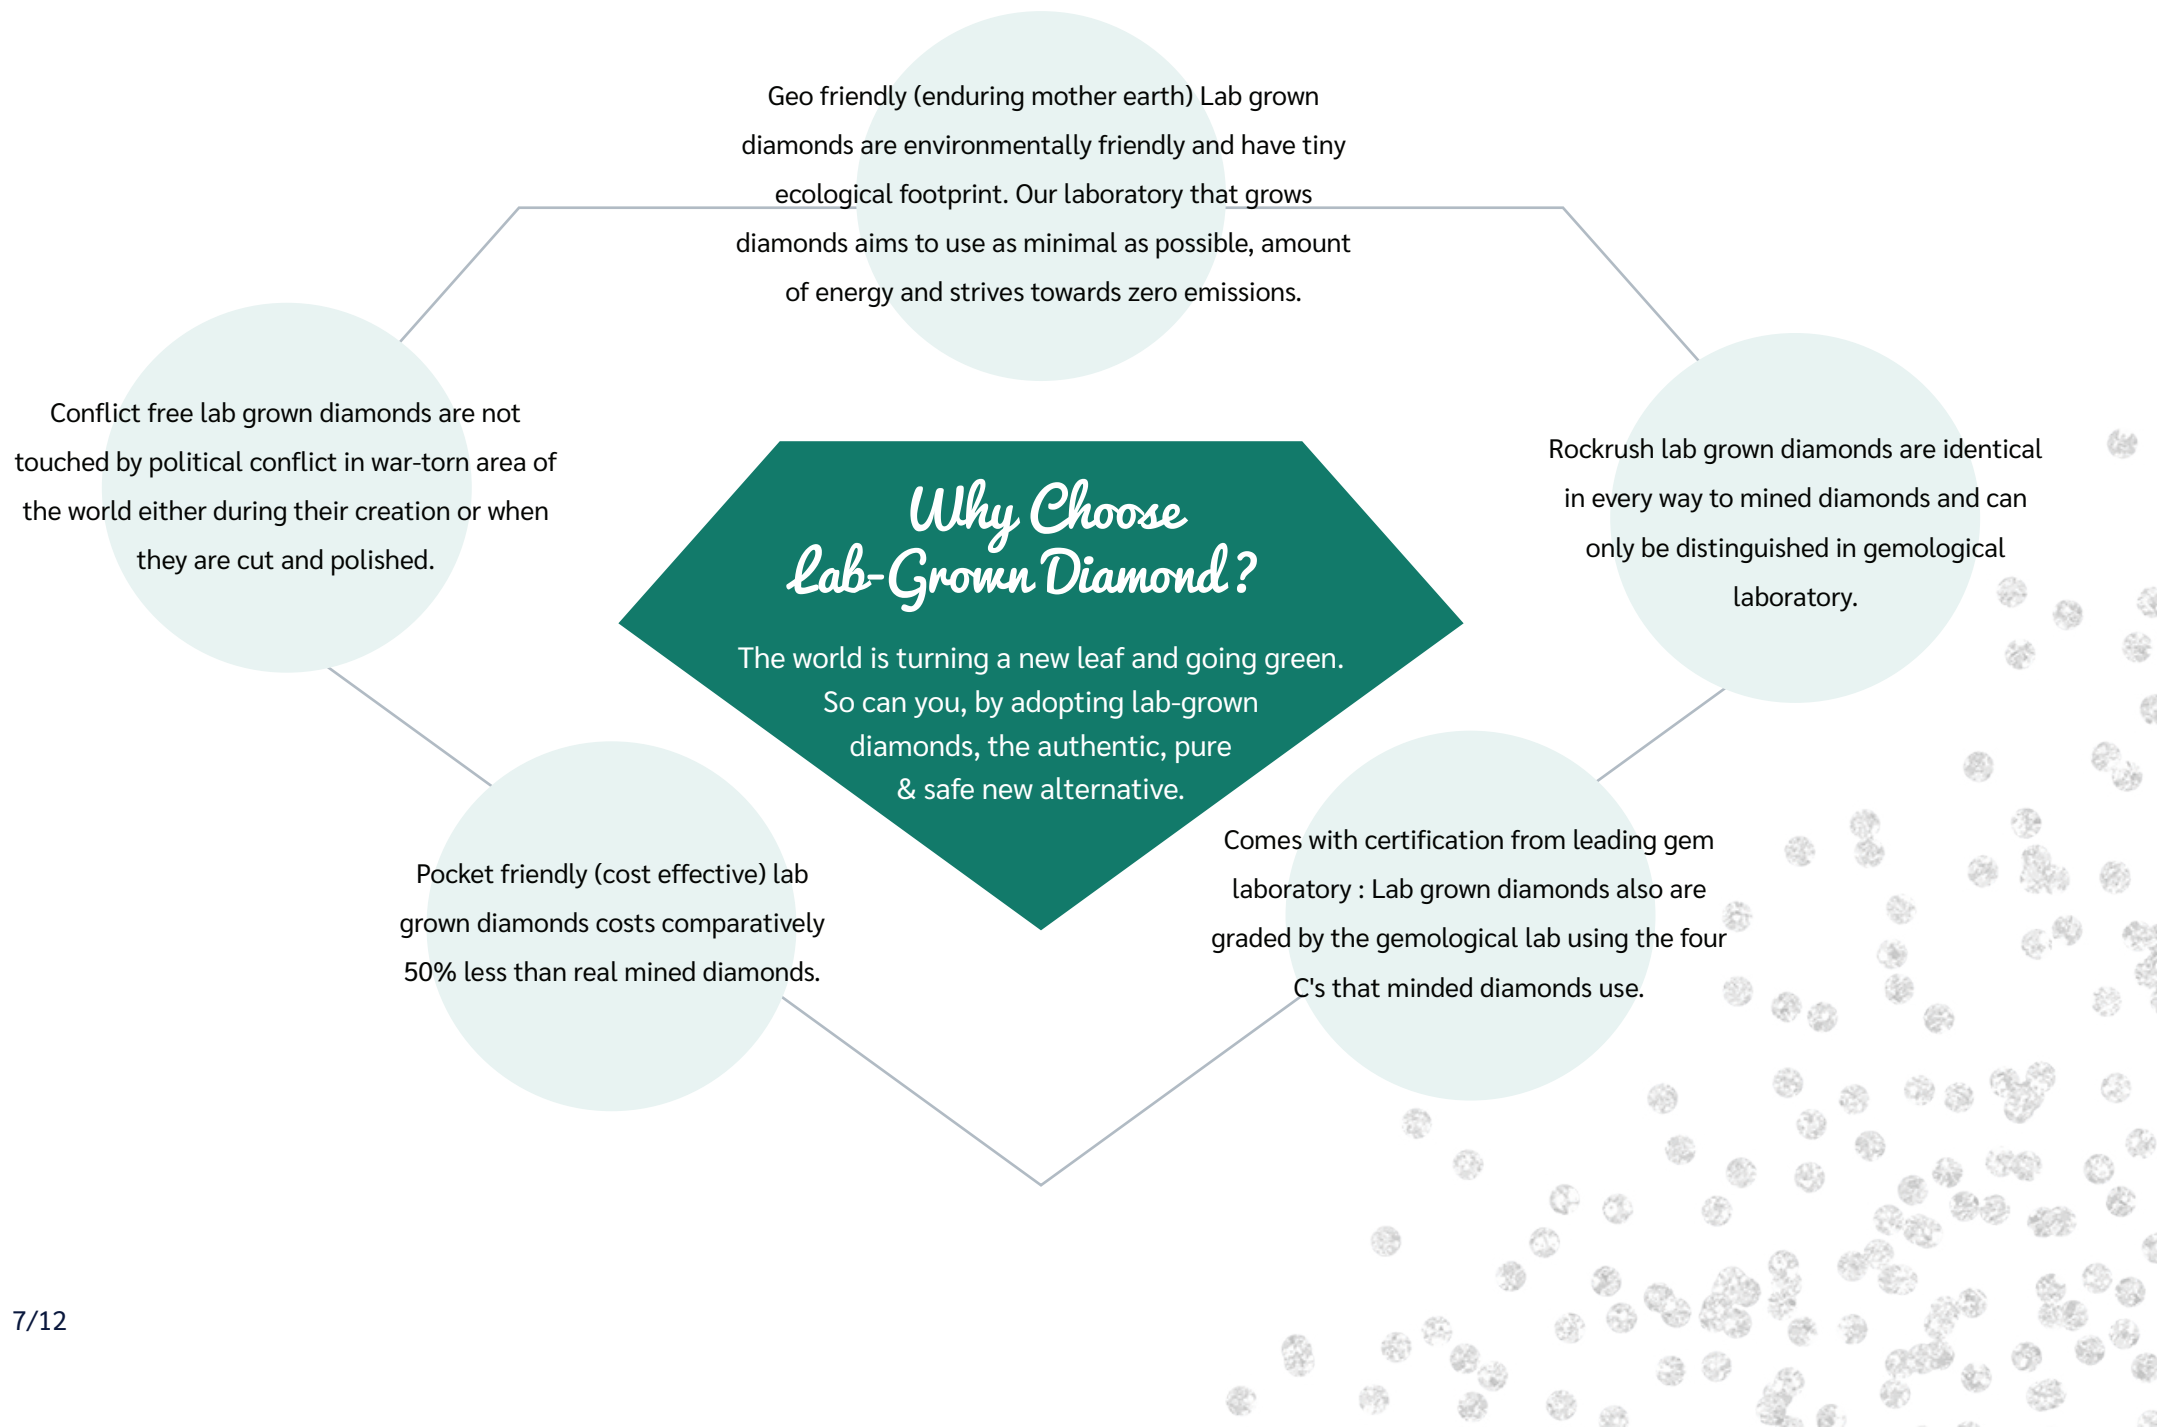 Geo friendly (enduring mother earth) Lab grown
diamonds are environmentally friendly and have tiny
ecological footprint. Our laboratory that grows
diamonds aims to use as minimal as possible, amount
of energy and strives towards zero emissions.
Conflict free lab grown diamonds are not
touched by political conflict in war-torn area of
the world either during their creation or when
they are cut and polished.
Why Choose
Lab-Grown Diamond?
The world is turning a new leaf and going green.
So can you, by adopting lab-grown
diamonds, the authentic, pure
& safe new alternative.
Rockrush lab grown diamonds are identical
in every way to mined diamonds and can
only be distinguished in gemological
laboratory.
Pocket friendly (cost effective) lab
grown diamonds costs comparatively
50% less than real mined diamonds.
Comes with certification from leading gem
laboratory : Lab grown diamonds also are
graded by the gemological lab using the four
C's that minded diamonds use.
7/12